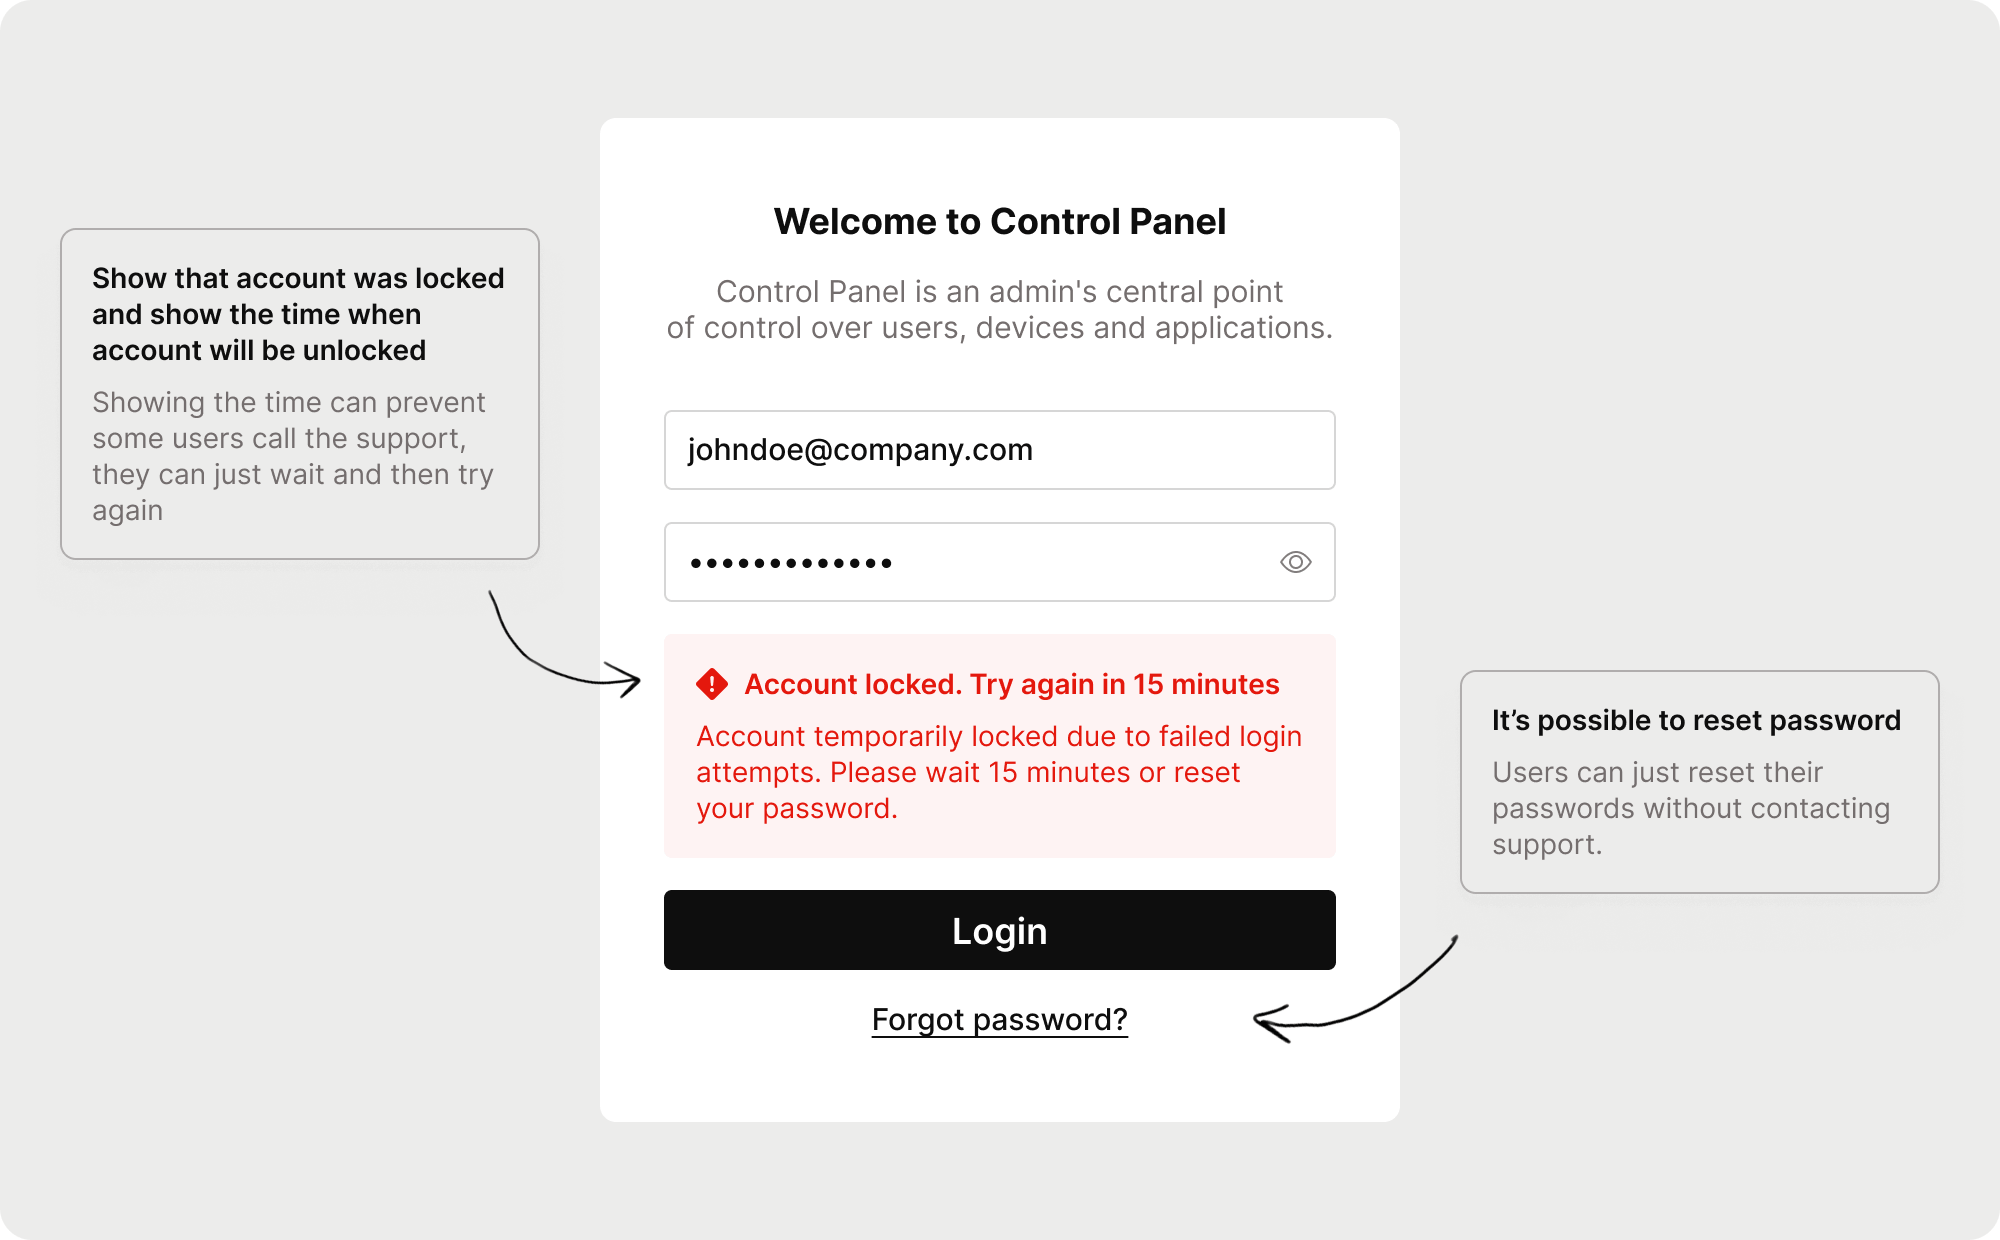 Show that account was locked
and show the time when
account will be unlocked
Showing the time can prevent
some users call the support,
they can just wait and then try
again
Welcome to Control Panel
Control Panel is an admin's central point
of control over users, devices and applications.
johndoe@company.com
•••••••••••••
Account locked. Try again in 15 minutes
Account temporarily locked due to failed login
attempts. Please wait 15 minutes or reset
your password.
Login
Forgot password?
It’s possible to reset password
Users can just reset their
passwords without contacting
support.